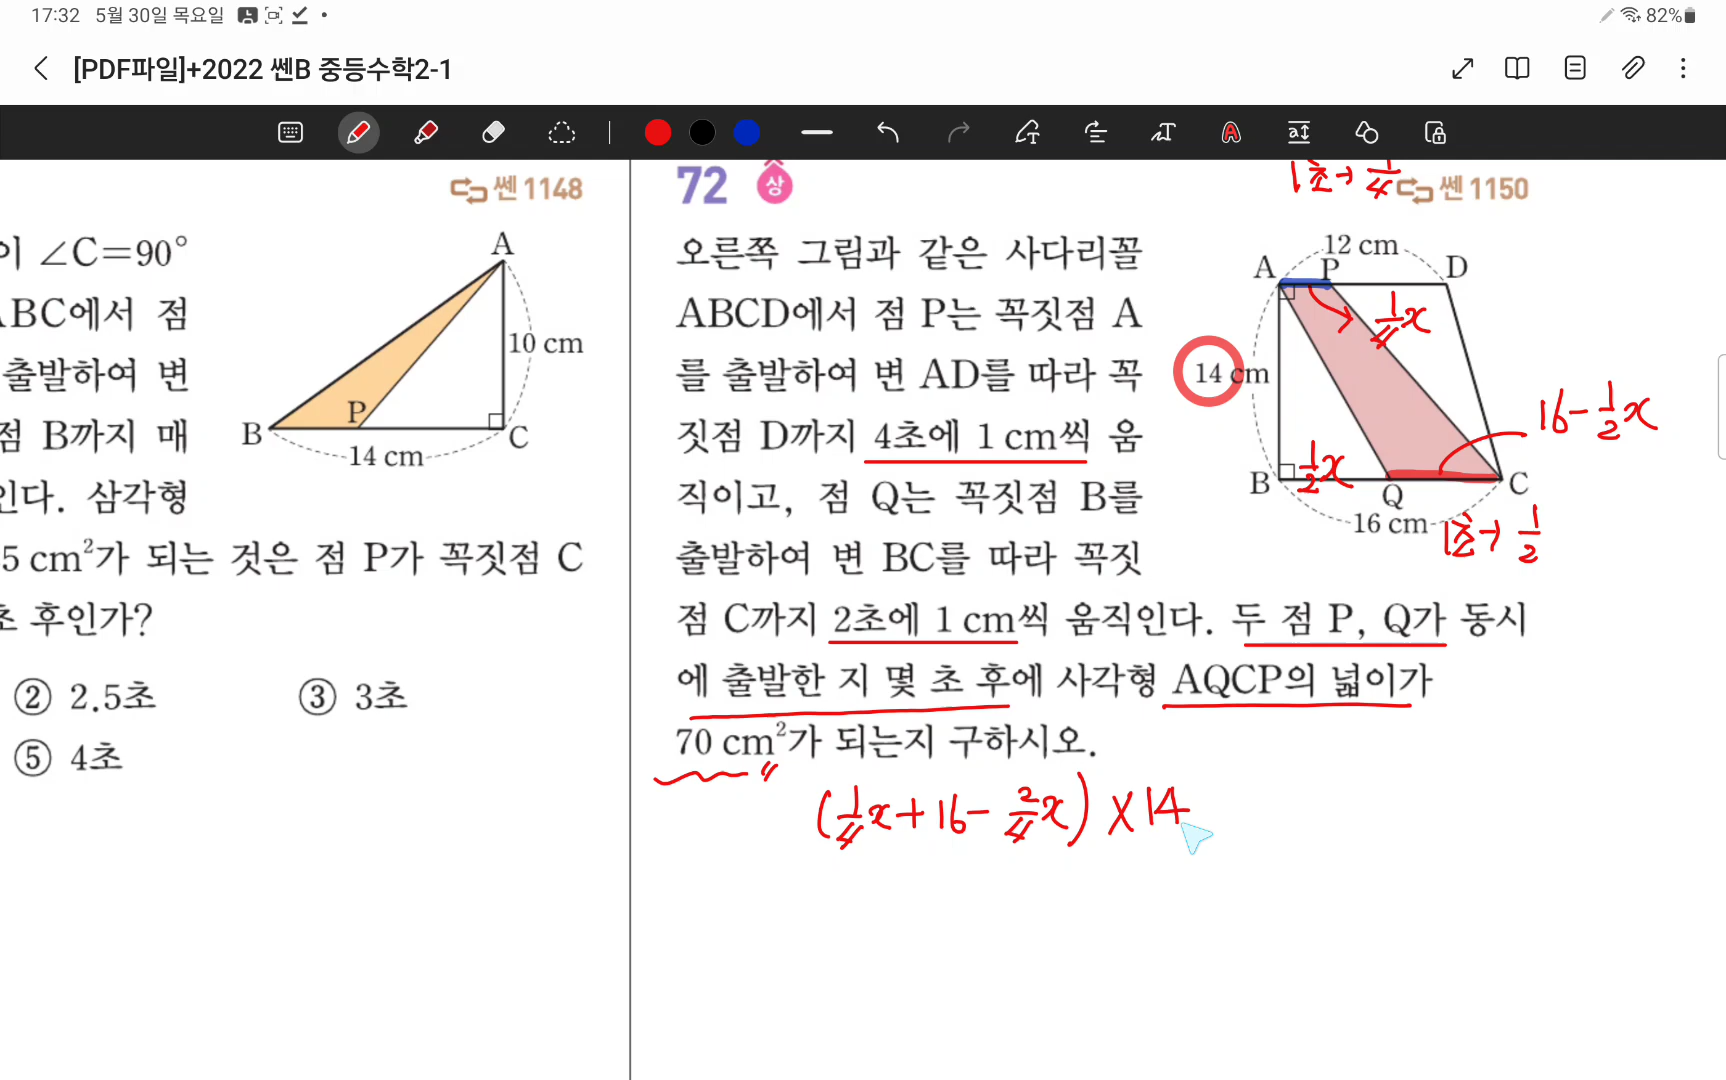 17:32 5월 30일 목요일
82%
[PDF파일]+2022 쎈B 중등수학2-1
쎈 1148
이 ∠C=90°
ABC에서 점
출발하여 변
점 B까지 매
인다. 삼각형
5 cm²가 되는 것은 점 P가 꼭짓점 C
초 후인가?
② 2.5초 ③ 3초
⑤ 4초
A
10 cm
B
P
C
14 cm
72 상
1초→ 1/4
쎈 1150
오른쪽 그림과 같은 사다리꼴
ABCD에서 점 P는 꼭짓점 A
를 출발하여 변 AD를 따라 꼭
짓점 D까지 4초에 1 cm씩 움
직이고, 점 Q는 꼭짓점 B를
출발하여 변 BC를 따라 꼭짓
점 C까지 2초에 1 cm씩 움직인다. 두 점 P, Q가 동시
에 출발한 지 몇 초 후에 사각형 AQCP의 넓이가
70 cm²가 되는지 구하시오.
12 cm
A P D
1/4 x
14 cm
16 - 1/2 x
1/2 x
B Q C
16 cm
1초→ 1/2
(1/4 x + 16 - 2/4 x) × 14